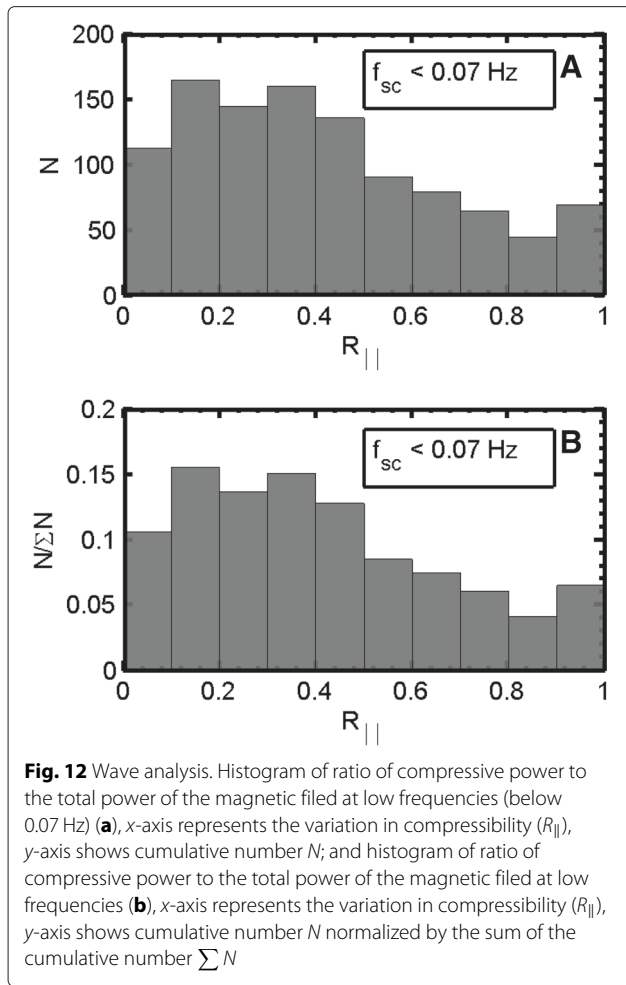 200
150
100
50
0
N
f_sc < 0.07 Hz
A
0 0.2 0.4 0.6 0.8 1
R_||
0.2
0.15
0.1
0.05
0
N/ΣN
f_sc < 0.07 Hz
B
0 0.2 0.4 0.6 0.8 1
R_||
Fig. 12 Wave analysis. Histogram of ratio of compressive power to
the total power of the magnetic filed at low frequencies (below
0.07 Hz) (a), x-axis represents the variation in compressibility (R_∥),
y-axis shows cumulative number N; and histogram of ratio of
compressive power to the total power of the magnetic filed at low
frequencies (b), x-axis represents the variation in compressibility (R_∥),
y-axis shows cumulative number N normalized by the sum of the
cumulative number ∑ N